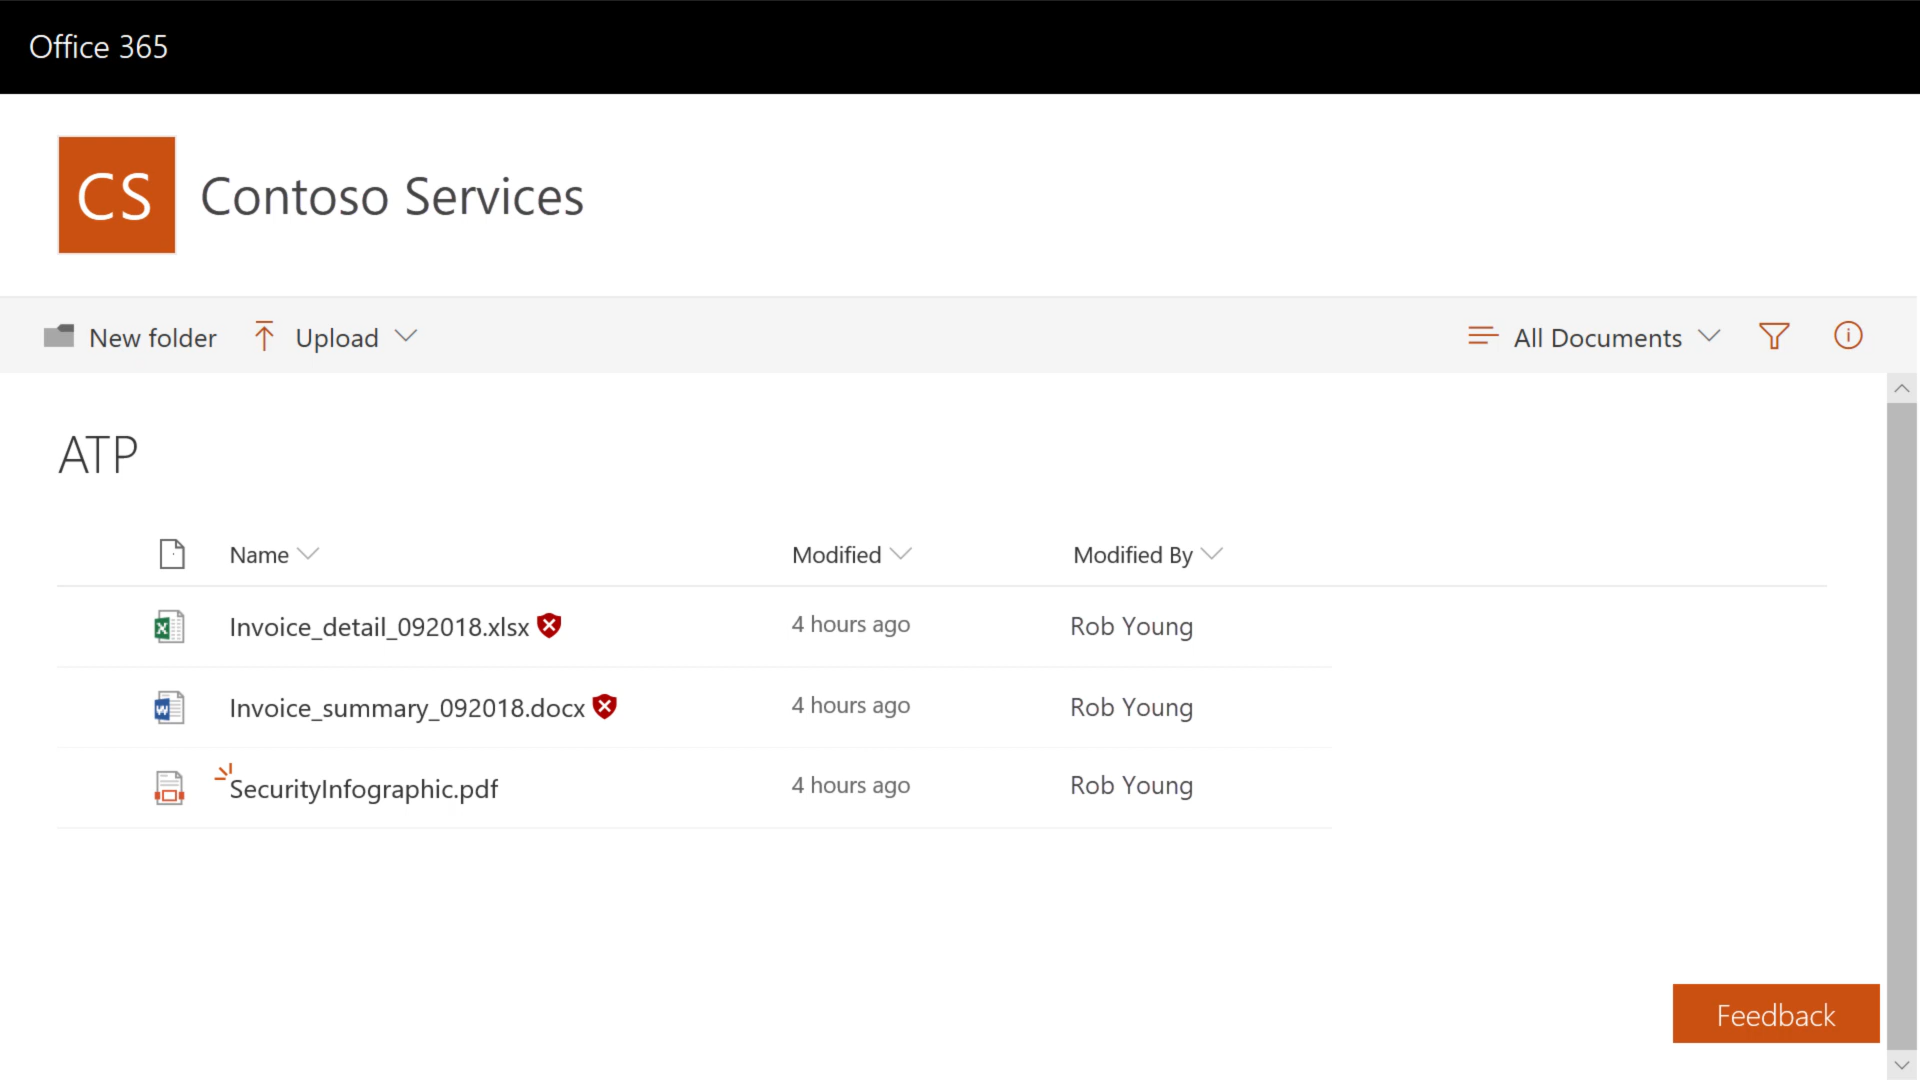 Office 365
CS
Contoso Services
New folder
Upload
All Documents
ATP
Name
Modified
Modified By
Invoice_detail_092018.xlsx
4 hours ago
Rob Young
Invoice_summary_092018.docx
4 hours ago
Rob Young
SecurityInfographic.pdf
4 hours ago
Rob Young
Feedback